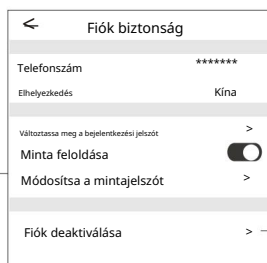 < Fiók biztonság
Telefonszám *******
Elhelyezkedés Kína
Változtassa meg a bejelentkezési jelszót >
Minta feloldása
Módosítsa a mintajelszót >
Fiók deaktiválása >